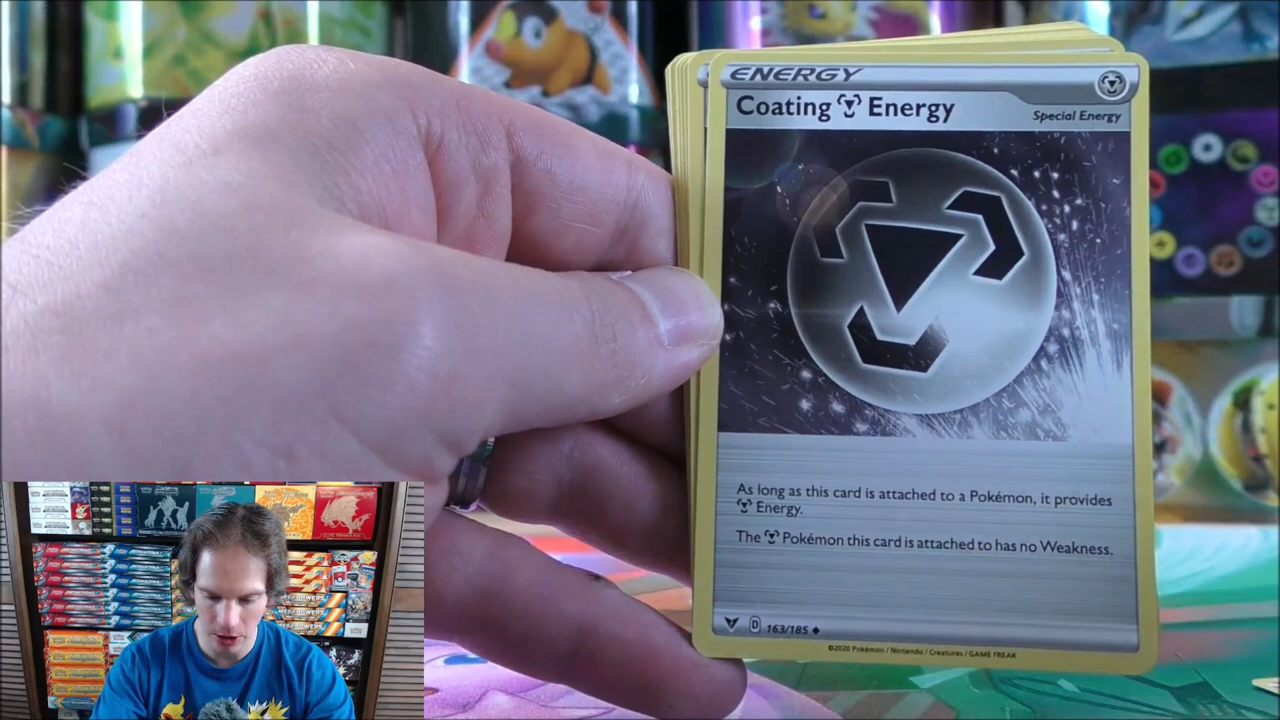 ENERGY
Coating Energy
Special Energy
As long as this card is attached to a Pokémon, it provides
Energy.
The Pokémon this card is attached to has no Weakness.
D 163/185
©2020 Pokémon / Nintendo / Creatures / GAME FREAK